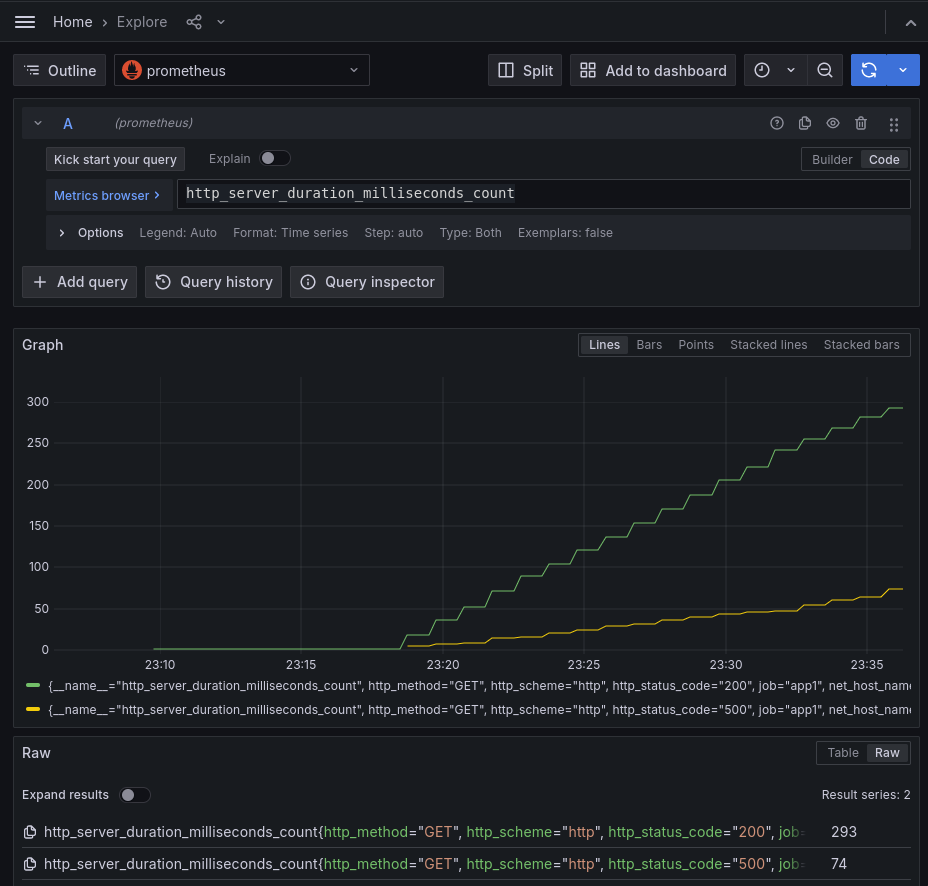 Home › Explore
Outline prometheus Split Add to dashboard
A (prometheus)
Kick start your query Explain Builder Code
Metrics browser › http_server_duration_milliseconds_count
Options Legend: Auto Format: Time series Step: auto Type: Both Exemplars: false
+ Add query Query history Query inspector
Graph Lines Bars Points Stacked lines Stacked bars
300
250
200
150
100
50
0
23:10 23:15 23:20 23:25 23:30 23:35
{__name__="http_server_duration_milliseconds_count", http_method="GET", http_scheme="http", http_status_code="200", job="app1", net_host_name
{__name__="http_server_duration_milliseconds_count", http_method="GET", http_scheme="http", http_status_code="500", job="app1", net_host_name
Raw Table Raw
Expand results Result series: 2
http_server_duration_milliseconds_count{http_method="GET", http_scheme="http", http_status_code="200", job= 293
http_server_duration_milliseconds_count{http_method="GET", http_scheme="http", http_status_code="500", job= 74